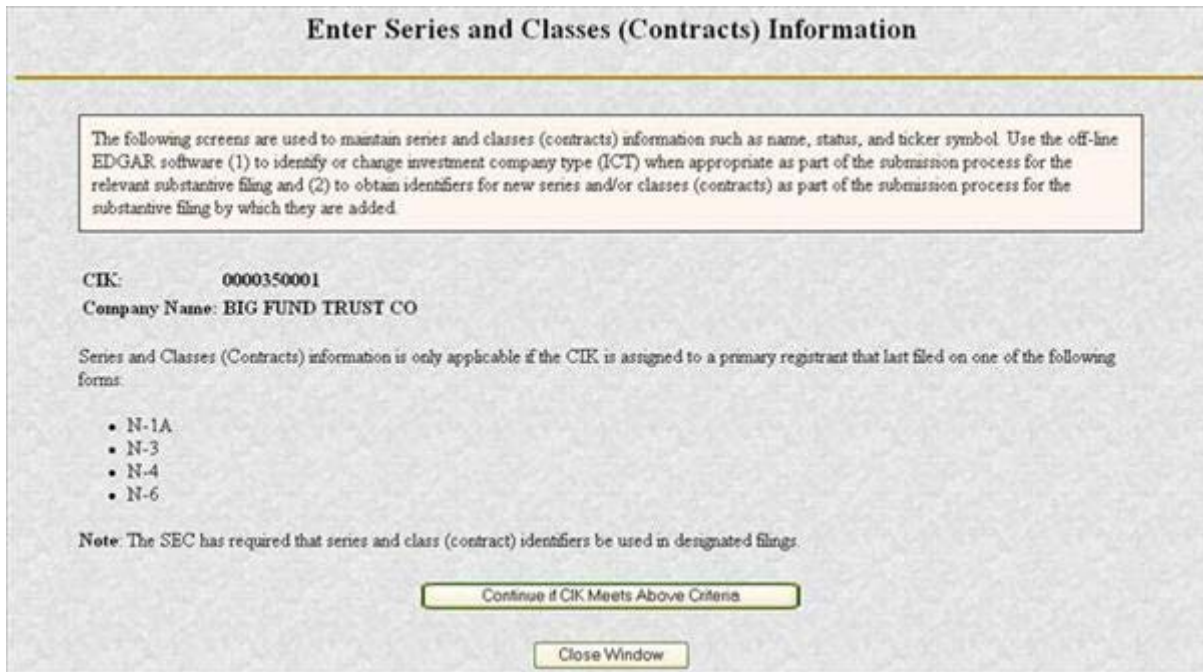 Enter Series and Classes (Contracts) Information
The following screens are used to maintain series and classes (contracts) information such as name, status, and ticker symbol. Use the off-line
EDGAR software (1) to identify or change investment company type (ICT) when appropriate as part of the submission process for the
relevant substantive filing and (2) to obtain identifiers for new series and/or classes (contracts) as part of the submission process for the
substantive filing by which they are added.
CIK: 0000350001
Company Name: BIG FUND TRUST CO
Series and Classes (Contracts) information is only applicable if the CIK is assigned to a primary registrant that last filed on one of the following
forms:
• N-1A
• N-3
• N-4
• N-6
Note: The SEC has required that series and class (contract) identifiers be used in designated filings.
Continue if CIK Meets Above Criteria
Close Window